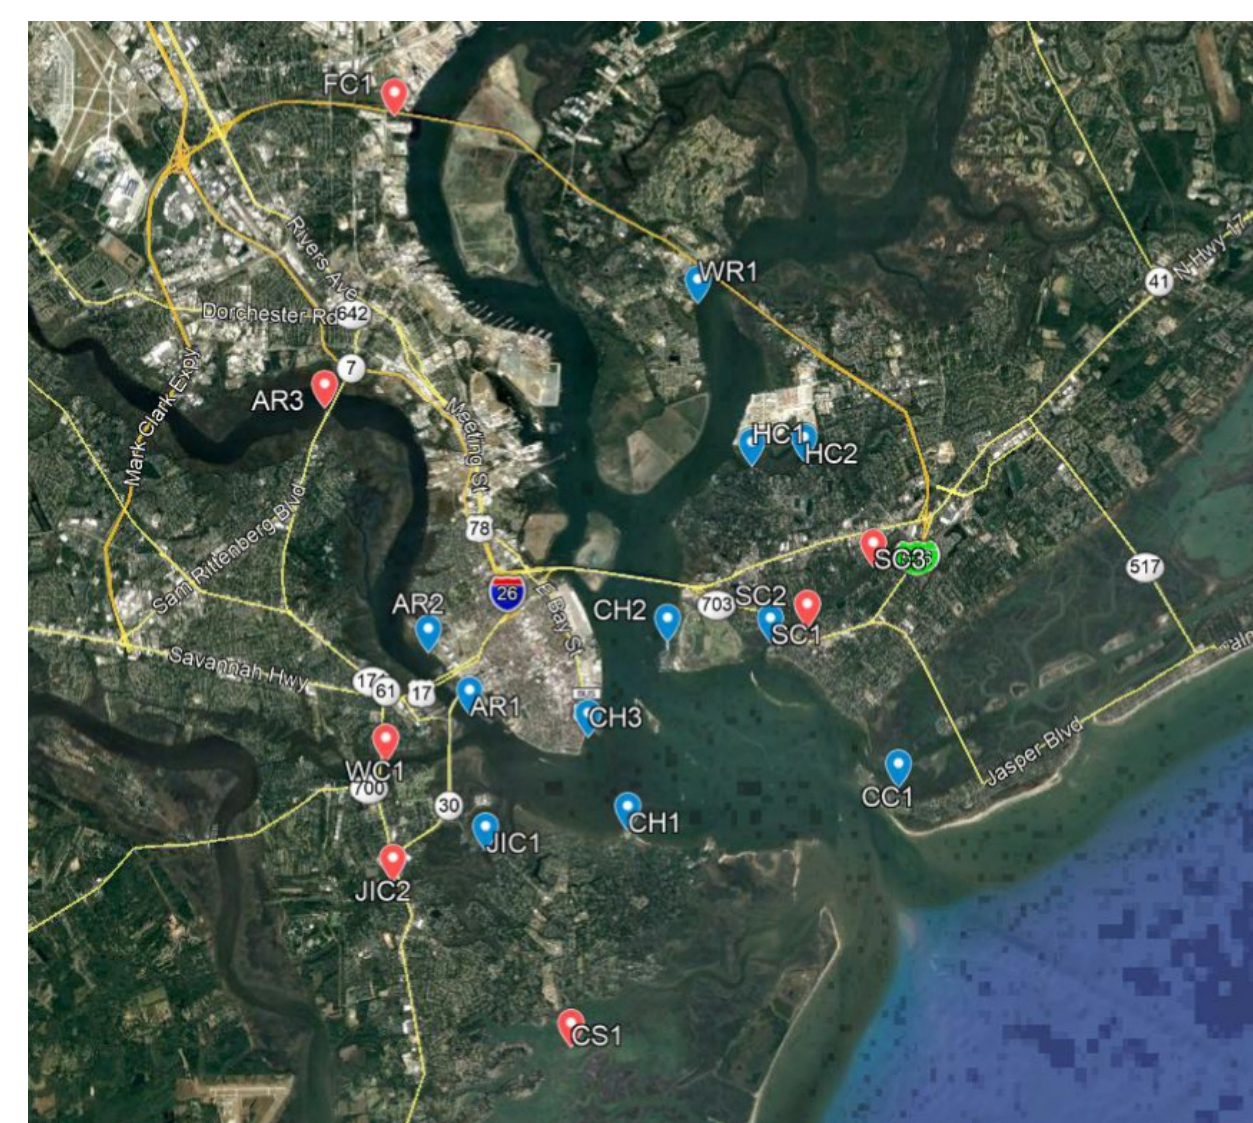 FC1
WR1
41
N Hwy 17
Rivers Ave
Dorchester Rd
642
7
AR3
Mark Clark Expy
Meeting St
HC1
HC2
Sam Rittenberg Blvd
78
SC3
517
26
E Bay St
AR2
CH2
703
SC2
SC1
Savannah Hwy
61
17
AR1
BUS
CH3
WC1
700
Jasper Blvd
CC1
30
CH1
JIC1
JIC2
CS1